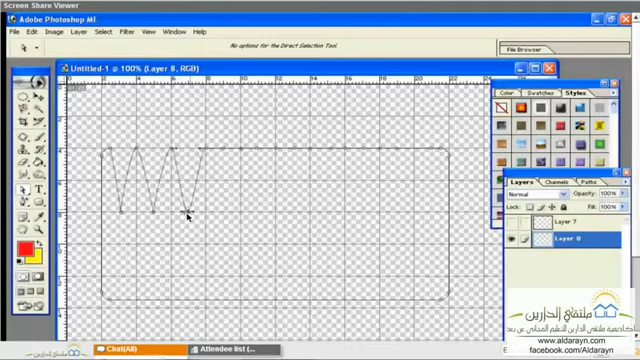 Screen Share Viewer
Adobe Photoshop ME
File Edit Image Layer Select Filter View Window Help
No options for the Direct Selection Tool.
File Browser
Untitled-1 @ 100% (Layer 8, RGB)
Color Swatches Styles
Layers Channels Paths
Normal Opacity: 100%
Lock: Fill: 100%
Layer 7
Layer 8
ملتقي الدارين
www.aldarayn.com
facebook.com/Aldarayn
Chat(All) Attendee list (...